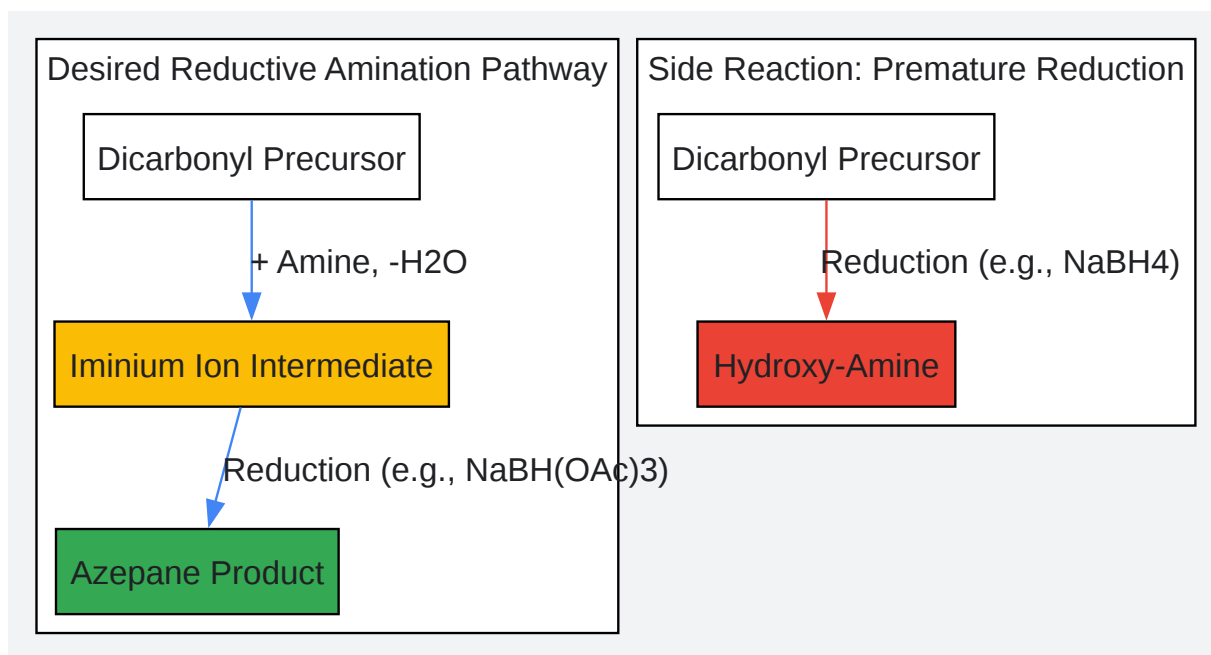 Desired Reductive Amination Pathway
Dicarbonyl Precursor
+ Amine, -H2O
Iminium Ion Intermediate
Reduction (e.g., NaBH(OAc)3)
Azepane Product
Side Reaction: Premature Reduction
Dicarbonyl Precursor
Reduction (e.g., NaBH4)
Hydroxy-Amine